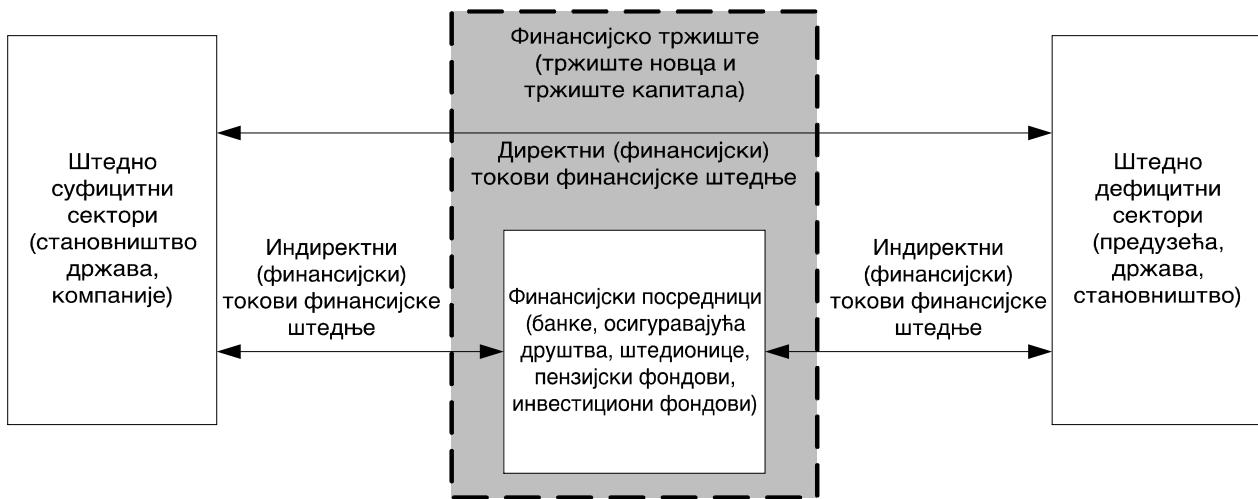 Штедно
суфицитни
сектори
(становништво
држава,
компаније)
Финансијско тржиште
(тржиште новца и
тржиште капитала)
Директни (финансијски)
токови финансијске штедње
Индиректни
(финансијски)
токови финансијске
штедње
Финансијски посредници
(банке, осигуравајућа
друштва, штедионице,
пензијски фондови,
инвестициони фондови)
Индиректни
(финансијски)
токови финансијске
штедње
Штедно
дефицитни
сектори
(предузећа,
држава,
становништво)